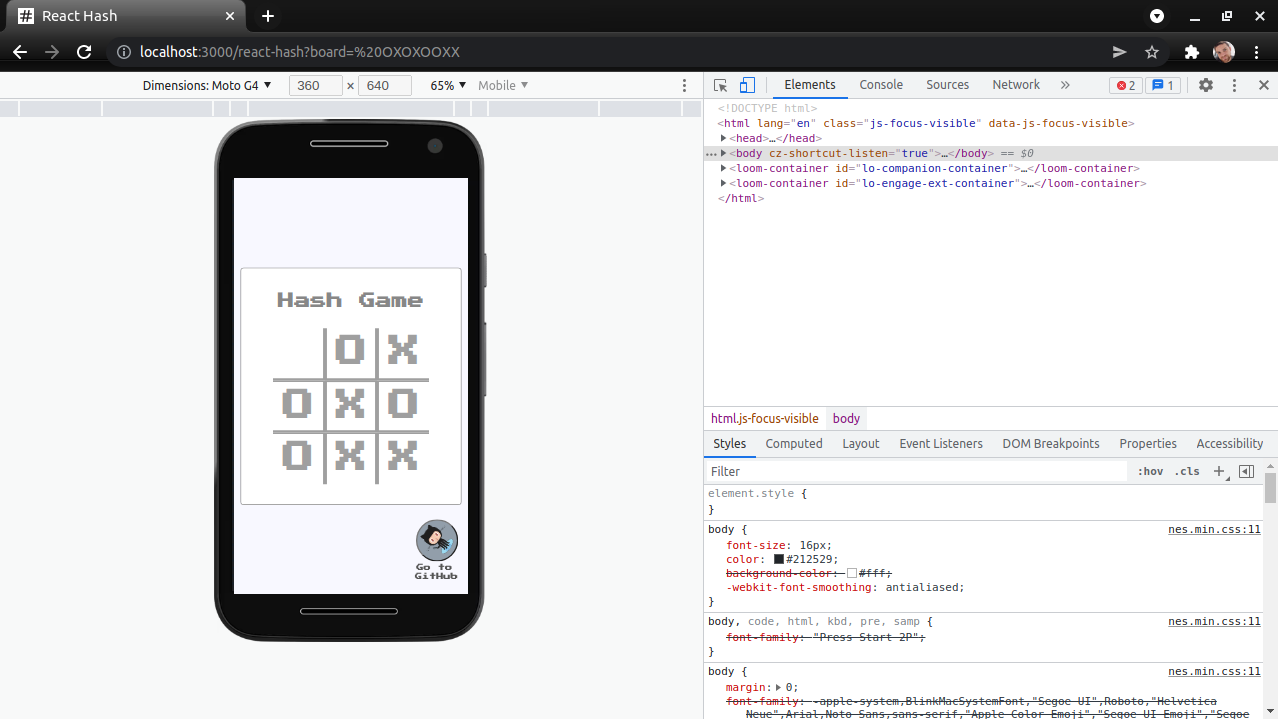 React Hash
localhost:3000/react-hash?board=%20OXOXOOXX
Dimensions: Moto G4 360 × 640 65% Mobile
Elements Console Sources Network » 2 1
<!DOCTYPE html>
<html lang="en" class="js-focus-visible" data-js-focus-visible>
<head>…</head>
<body cz-shortcut-listen="true">…</body> == $0
<loom-container id="lo-companion-container">…</loom-container>
<loom-container id="lo-engage-ext-container">…</loom-container>
</html>
Hash Game
O X
O X O
O X X
Go to
GitHub
html.js-focus-visible body
Styles Computed Layout Event Listeners DOM Breakpoints Properties Accessibility
Filter :hov .cls
element.style {
}
body { nes.min.css:11
font-size: 16px;
color: #212529;
background-color: #fff;
-webkit-font-smoothing: antialiased;
}
body, code, html, kbd, pre, samp { nes.min.css:11
font-family: "Press Start 2P";
}
body { nes.min.css:11
margin: 0;
font-family: -apple-system,BlinkMacSystemFont,"Segoe UI",Roboto,"Helvetica
Neue",Arial,Noto Sans,sans-serif,"Apple Color Emoji","Segoe UI Emoji","Segoe